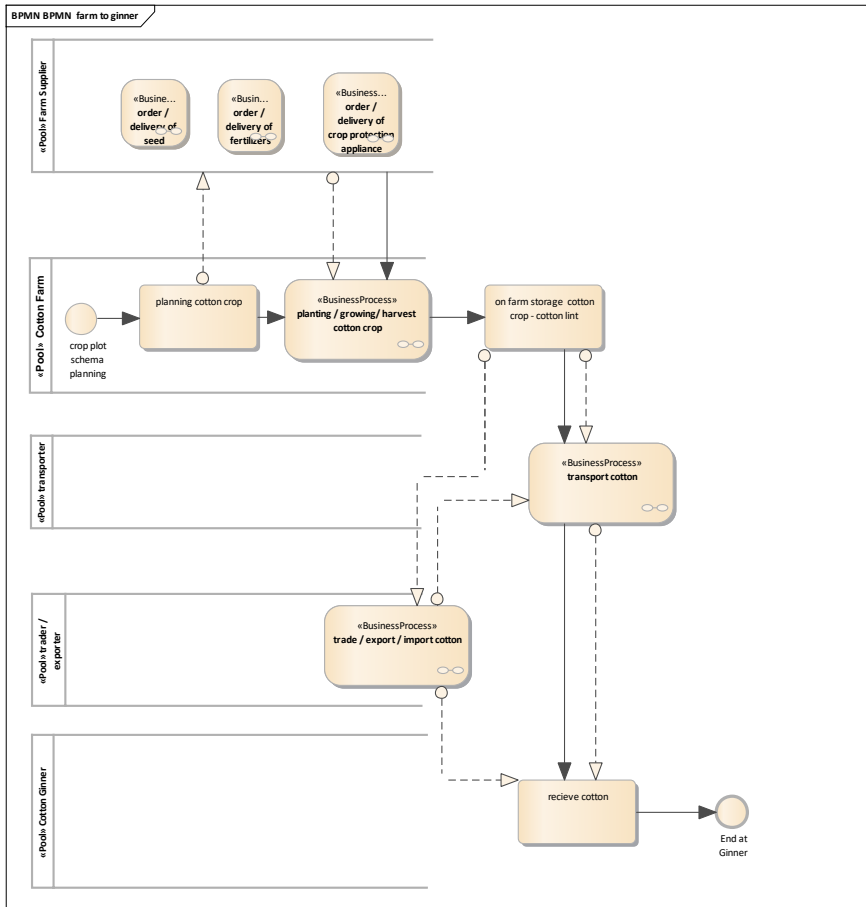 BPMN BPMN  farm to ginner
«Pool» Farm Supplier
«Busine...
order /
delivery of
seed
«Busin...
order /
delivery of
fertilizers
«Business...
order /
delivery of
crop protection
appliance
«Pool»  Cotton Farm
crop plot
schema
planning
planning cotton crop
«BusinessProcess»
planting / growing/ harvest
cotton crop
on farm storage  cotton
crop - cotton lint
«Pool» transporter
«BusinessProcess»
transport cotton
«Pool» trader /
exporter
«BusinessProcess»
trade / export / import cotton
«Pool» Cotton Ginner
recieve cotton
End at
Ginner